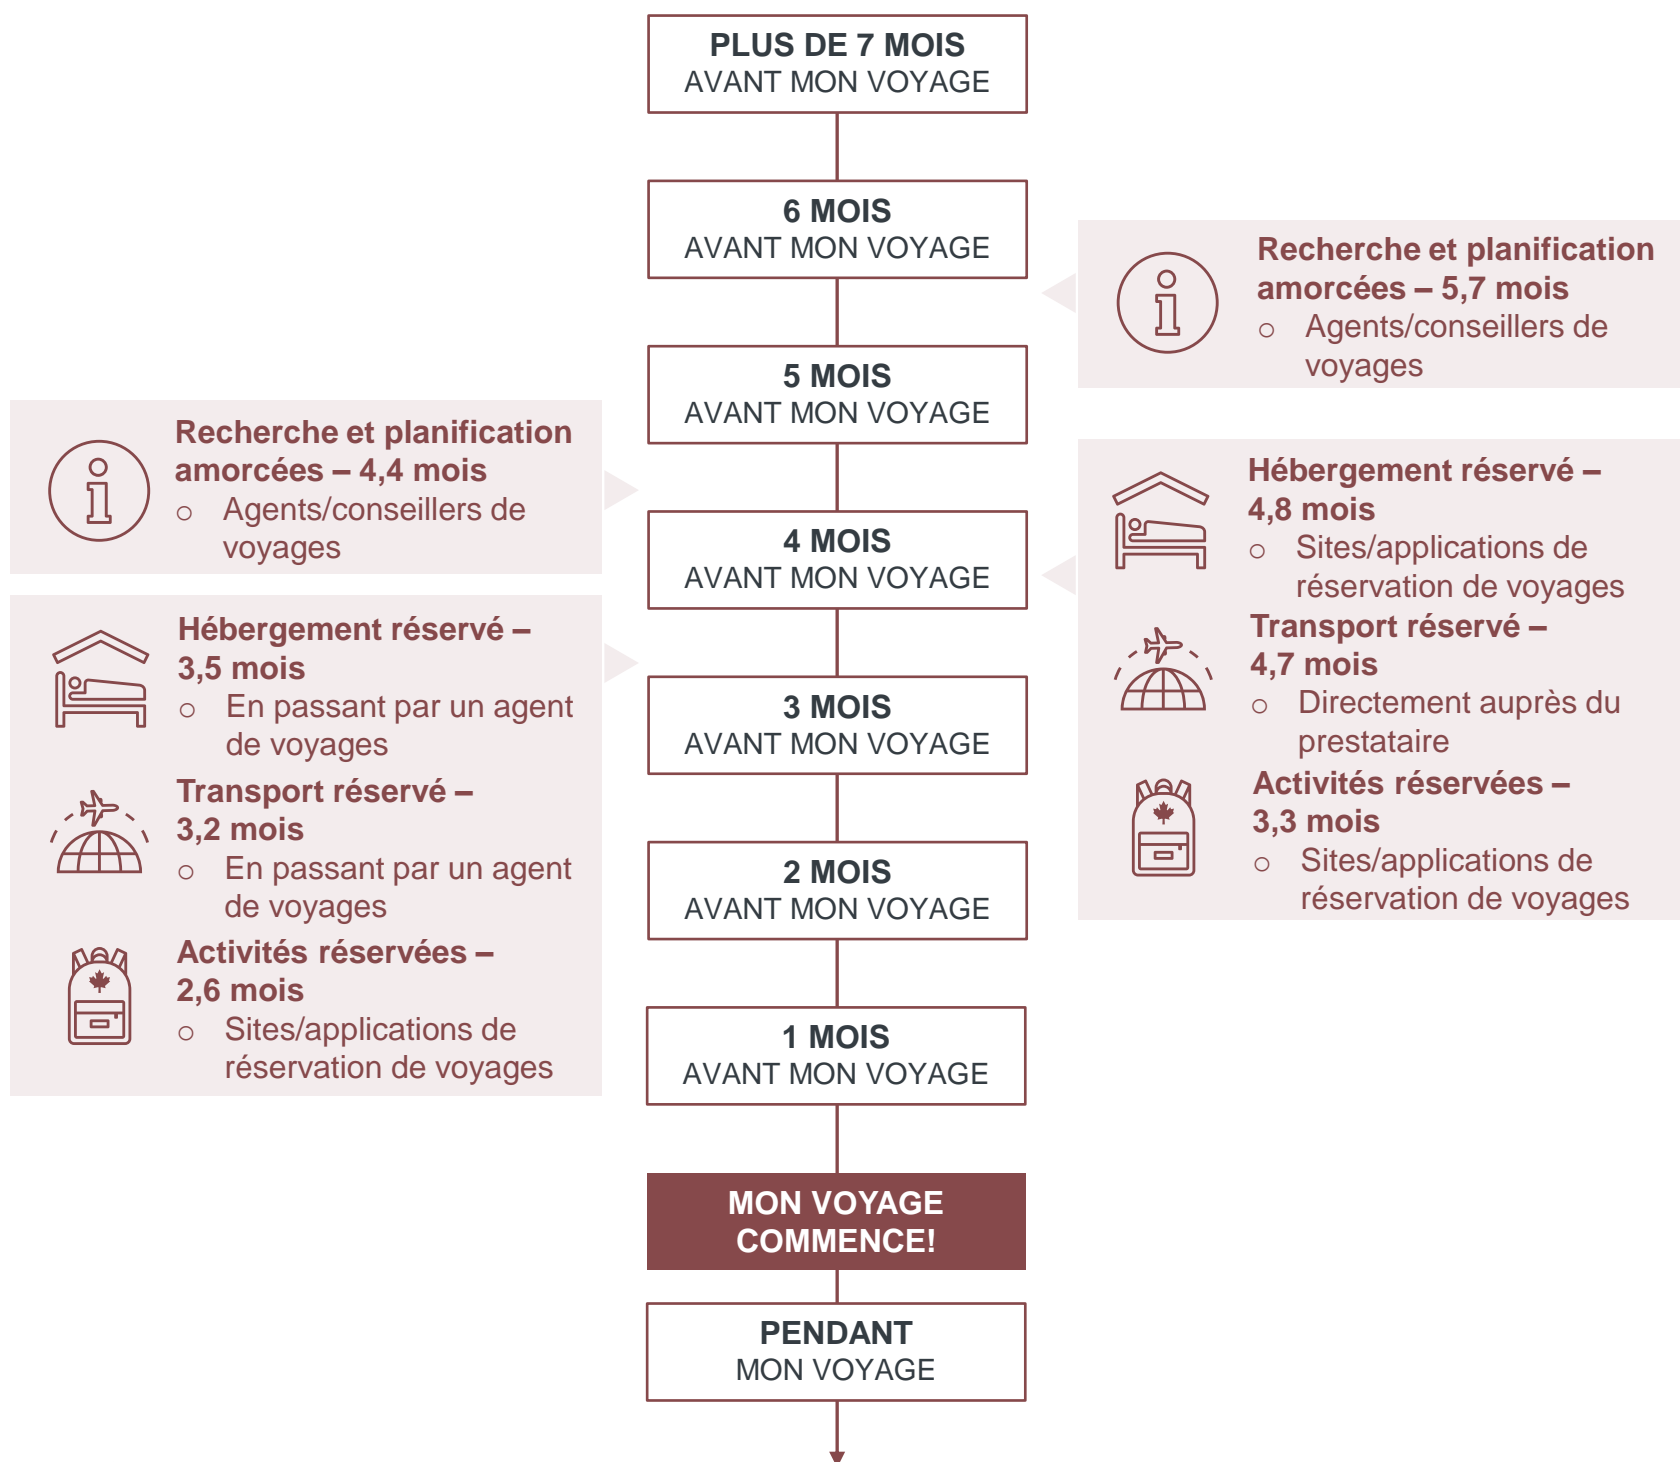 PLUS DE 7 MOIS
AVANT MON VOYAGE
6 MOIS
AVANT MON VOYAGE
5 MOIS
AVANT MON VOYAGE
4 MOIS
AVANT MON VOYAGE
3 MOIS
AVANT MON VOYAGE
2 MOIS
AVANT MON VOYAGE
1 MOIS
AVANT MON VOYAGE
MON VOYAGE
COMMENCE!
PENDANT
MON VOYAGE
Recherche et planification
amorcées – 4,4 mois
o Agents/conseillers de
voyages
Hébergement réservé –
3,5 mois
o En passant par un agent
de voyages
Transport réservé –
3,2 mois
o En passant par un agent
de voyages
Activités réservées –
2,6 mois
o Sites/applications de
réservation de voyages
Recherche et planification
amorcées – 5,7 mois
o Agents/conseillers de
voyages
Hébergement réservé –
4,8 mois
o Sites/applications de
réservation de voyages
Transport réservé –
4,7 mois
o Directement auprès du
prestataire
Activités réservées –
3,3 mois
o Sites/applications de
réservation de voyages